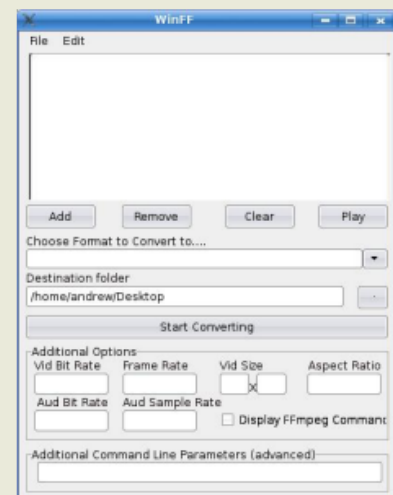 WinFF
File Edit
Add Remove Clear Play
Choose Format to Convert to....
Destination folder
/home/andrew/Desktop
Start Converting
Additional Options
Vid Bit Rate Frame Rate Vid Size Aspect Ratio
x
Aud Bit Rate Aud Sample Rate
Display FFmpeg Command
Additional Command Line Parameters (advanced)